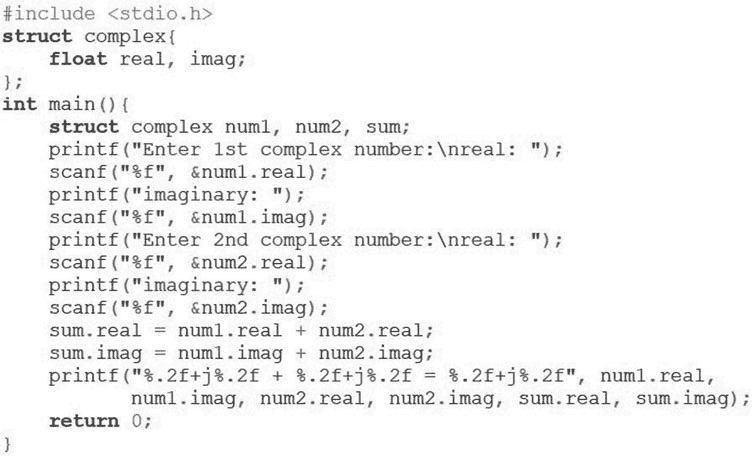 #include <stdio.h>
struct complex{
    float real, imag;
};
int main(){
    struct complex num1, num2, sum;
    printf("Enter 1st complex number:\nreal: ");
    scanf("%f", &num1.real);
    printf("imaginary: ");
    scanf("%f", &num1.imag);
    printf("Enter 2nd complex number:\nreal: ");
    scanf("%f", &num2.real);
    printf("imaginary: ");
    scanf("%f", &num2.imag);
    sum.real = num1.real + num2.real;
    sum.imag = num1.imag + num2.imag;
    printf("%.2f+j%.2f + %.2f+j%.2f = %.2f+j%.2f", num1.real,
           num1.imag, num2.real, num2.imag, sum.real, sum.imag);
    return 0;
}